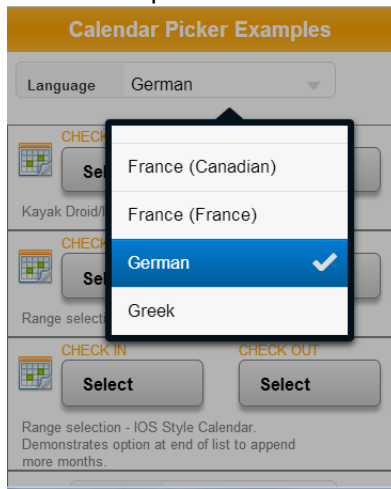 Calendar Picker Examples
Language German
CHECK
Sel
France (Canadian)
Kayak Droid/I
France (France)
CHECK
German
Sel
Greek
Range selecti
CHECK IN CHECK OUT
Select Select
Range selection - IOS Style Calendar.
Demonstrates option at end of list to append
more months.